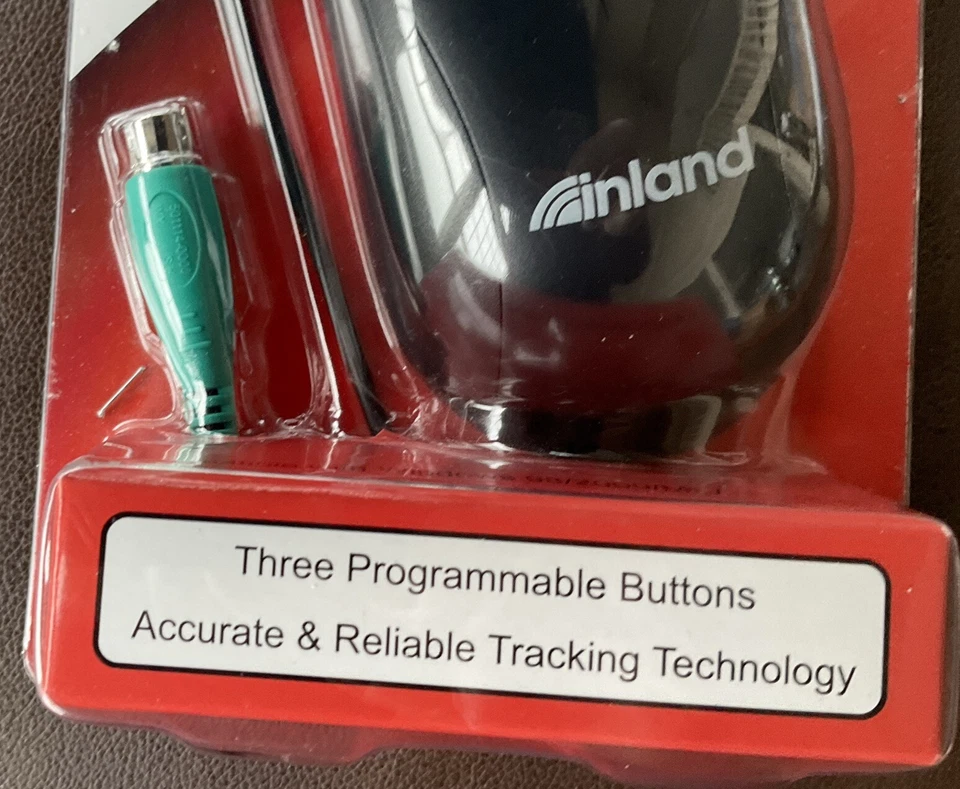 inland
Three Programmable Buttons
Accurate & Reliable Tracking Technology